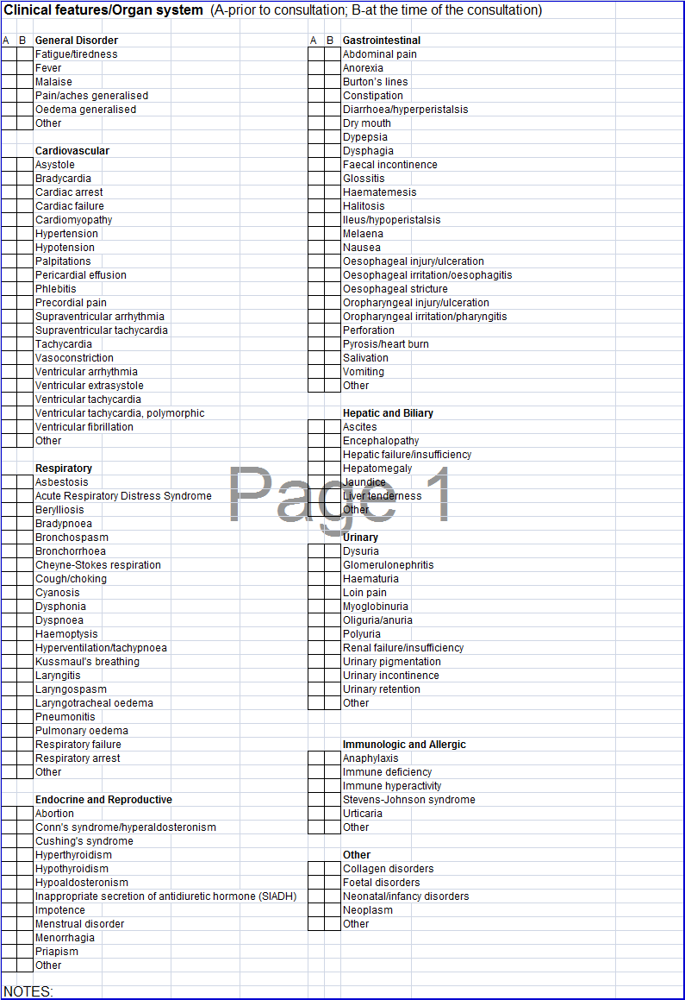 Clinical features/Organ system (A-prior to consultation; B-at the time of the consultation)
A B General Disorder
Fatigue/tiredness
Fever
Malaise
Pain/aches generalised
Oedema generalised
Other
Cardiovascular
Asystole
Bradycardia
Cardiac arrest
Cardiac failure
Cardiomyopathy
Hypertension
Hypotension
Palpitations
Pericardial effusion
Phlebitis
Precordial pain
Supraventricular arrhythmia
Supraventricular tachycardia
Tachycardia
Vasoconstriction
Ventricular arrhythmia
Ventricular extrasystole
Ventricular tachycardia
Ventricular tachycardia, polymorphic
Ventricular fibrillation
Other
Respiratory
Asbestosis
Acute Respiratory Distress Syndrome
Berylliosis
Bradypnoea
Bronchospasm
Bronchorrhoea
Cheyne-Stokes respiration
Cough/choking
Cyanosis
Dysphonia
Dyspnoea
Haemoptysis
Hyperventilation/tachypnoea
Kussmaul's breathing
Laryngitis
Laryngospasm
Laryngotracheal oedema
Pneumonitis
Pulmonary oedema
Respiratory failure
Respiratory arrest
Other
Endocrine and Reproductive
Abortion
Conn's syndrome/hyperaldosteronism
Cushing's syndrome
Hyperthyroidism
Hypothyroidism
Hypoaldosteronism
Inappropriate secretion of antidiuretic hormone (SIADH)
Impotence
Menstrual disorder
Menorrhagia
Priapism
Other
A B Gastrointestinal
Abdominal pain
Anorexia
Burton's lines
Constipation
Diarrhoea/hyperperistalsis
Dry mouth
Dypepsia
Dysphagia
Faecal incontinence
Glossitis
Haematemesis
Halitosis
Ileus/hypoperistalsis
Melaena
Nausea
Oesophageal injury/ulceration
Oesophageal irritation/oesophagitis
Oesophageal stricture
Oropharyngeal injury/ulceration
Oropharyngeal irritation/pharyngitis
Perforation
Pyrosis/heart burn
Salivation
Vomiting
Other
Hepatic and Biliary
Ascites
Encephalopathy
Hepatic failure/insufficiency
Hepatomegaly
Jaundice
Liver tenderness
Other
Urinary
Dysuria
Glomerulonephritis
Haematuria
Loin pain
Myoglobinuria
Oliguria/anuria
Polyuria
Renal failure/insufficiency
Urinary pigmentation
Urinary incontinence
Urinary retention
Other
Immunologic and Allergic
Anaphylaxis
Immune deficiency
Immune hyperactivity
Stevens-Johnson syndrome
Urticaria
Other
Other
Collagen disorders
Foetal disorders
Neonatal/infancy disorders
Neoplasm
Other
Page 1
NOTES: